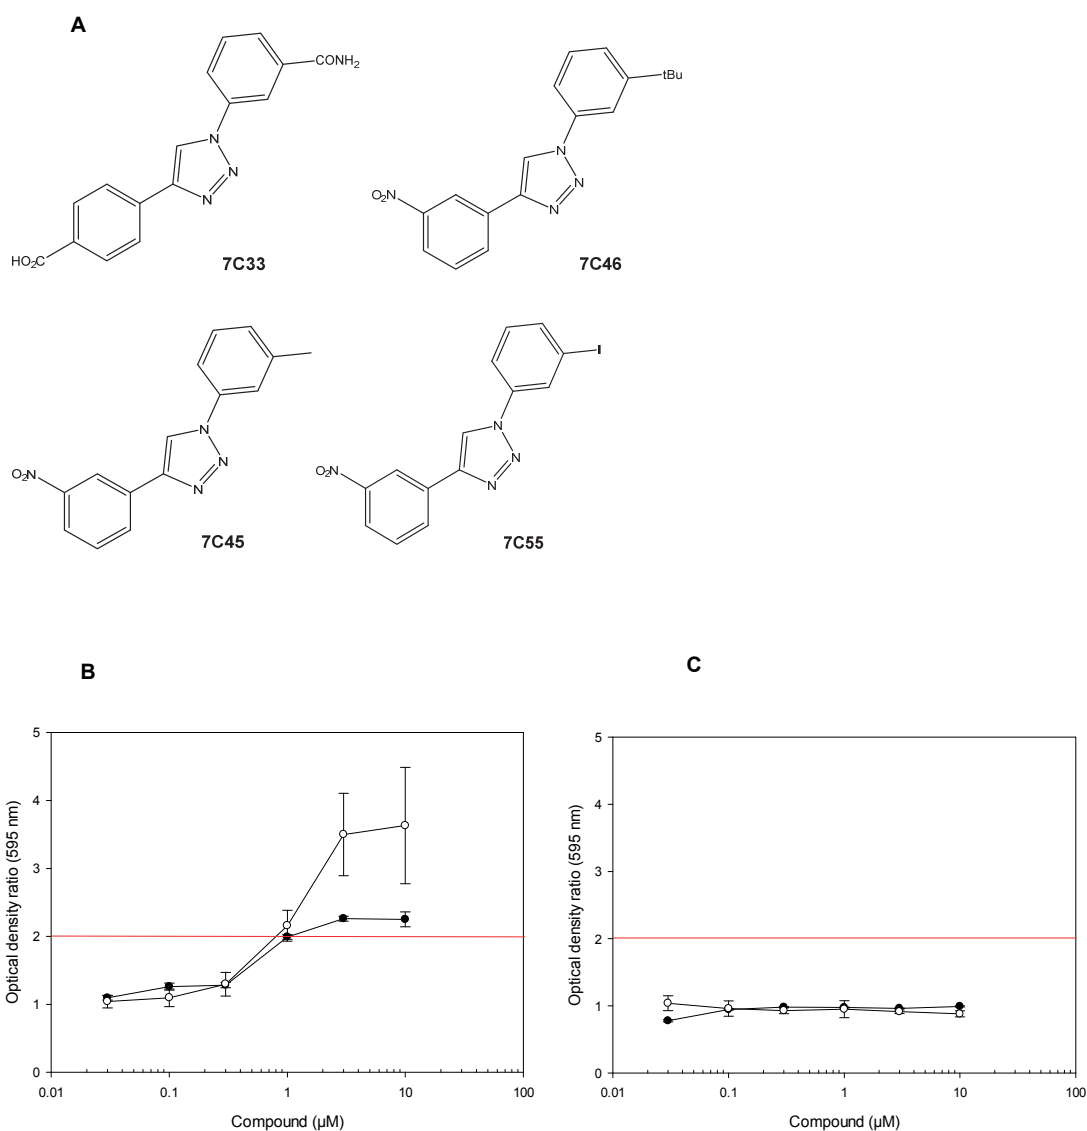 A
CONH2
N
N
N
HO2C
7C33
tBu
N
N
N
O2N
7C46
N
N
N
O2N
7C45
I
N
N
N
O2N
7C55
B
5
4
3
2
1
0
0.01 0.1 1 10 100
Optical density ratio (595 nm)
Compound (µM)
C
5
4
3
2
1
0
0.01 0.1 1 10 100
Optical density ratio (595 nm)
Compound (µM)